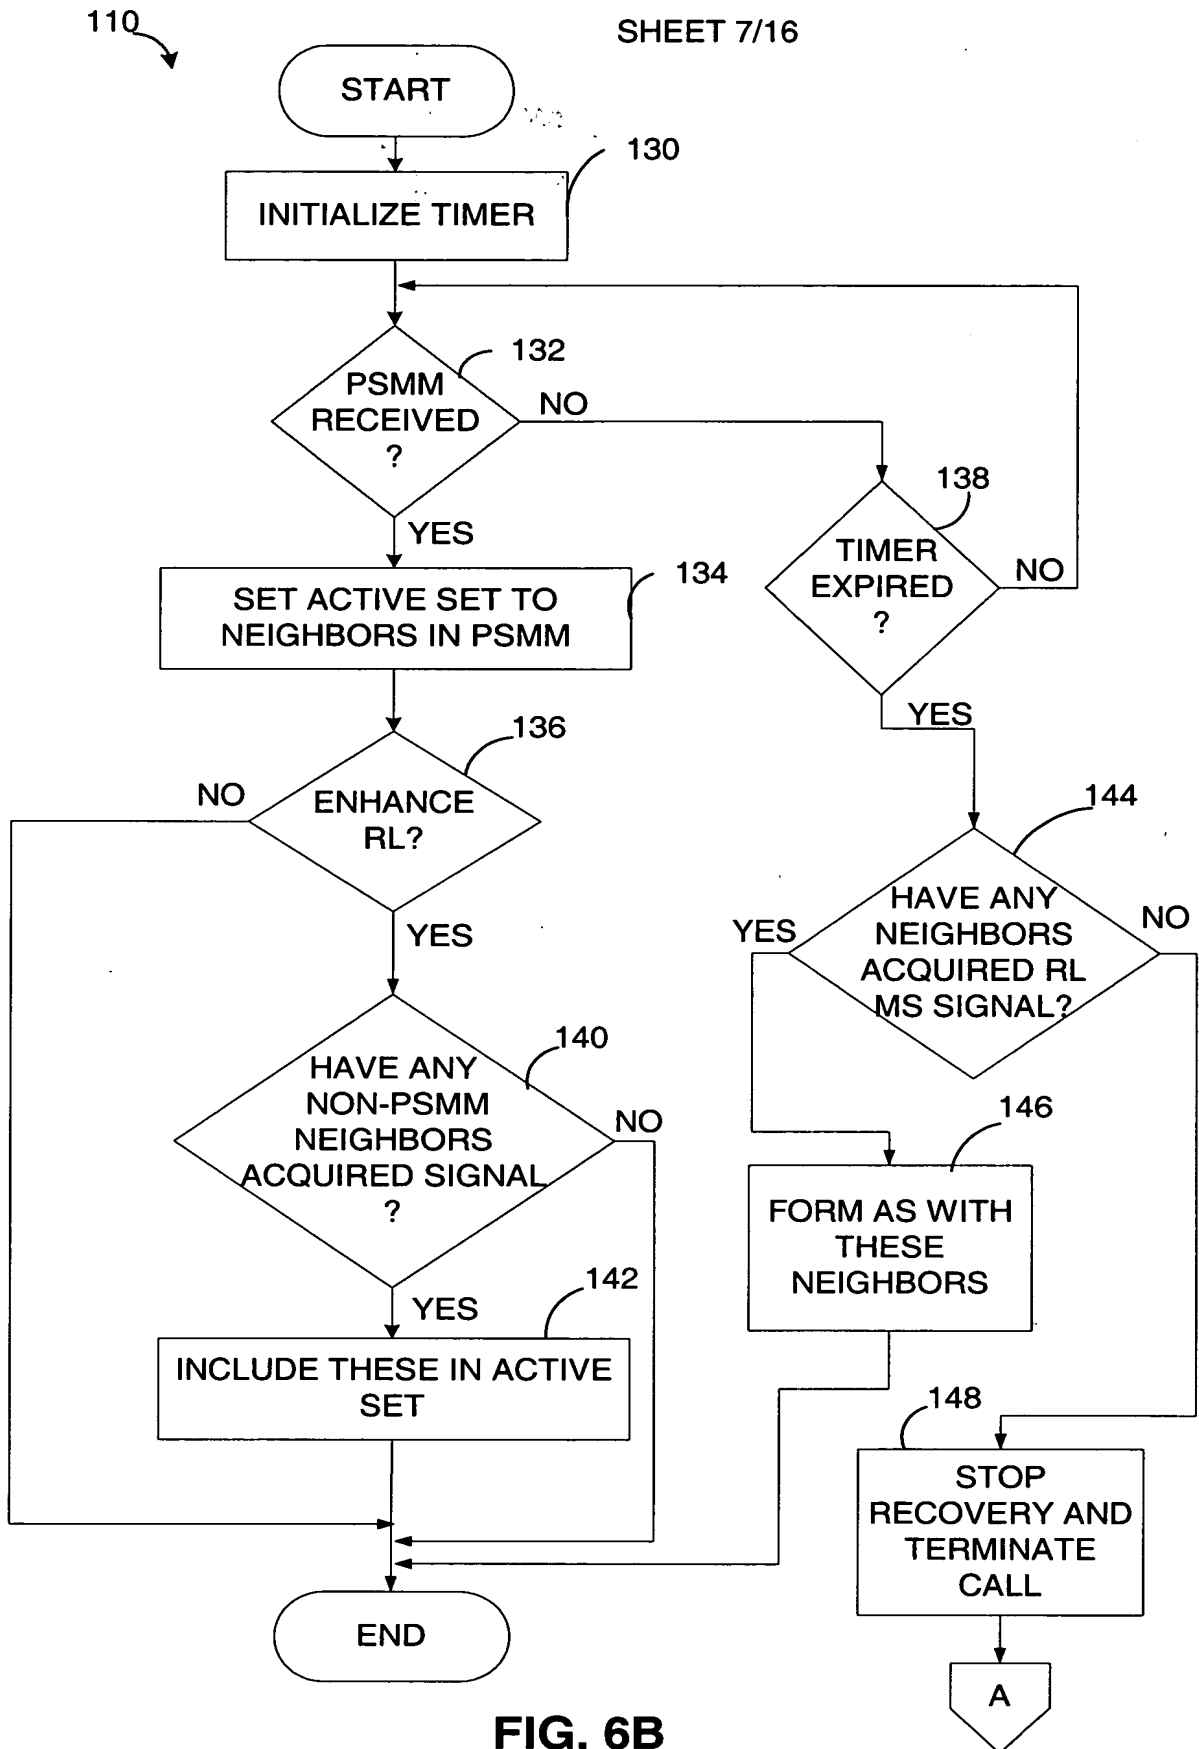 110
SHEET 7/16
START
130
INITIALIZE TIMER
132
PSMM
RECEIVED
?
NO
YES
138
TIMER
EXPIRED
?
NO
YES
134
SET ACTIVE SET TO
NEIGHBORS IN PSMM
136
ENHANCE
RL?
NO
YES
144
HAVE ANY
NEIGHBORS
ACQUIRED RL
MS SIGNAL?
YES
NO
140
HAVE ANY
NON-PSMM
NEIGHBORS
ACQUIRED SIGNAL
?
NO
YES
146
FORM AS WITH
THESE
NEIGHBORS
142
INCLUDE THESE IN ACTIVE
SET
148
STOP
RECOVERY AND
TERMINATE
CALL
END
A
FIG. 6B